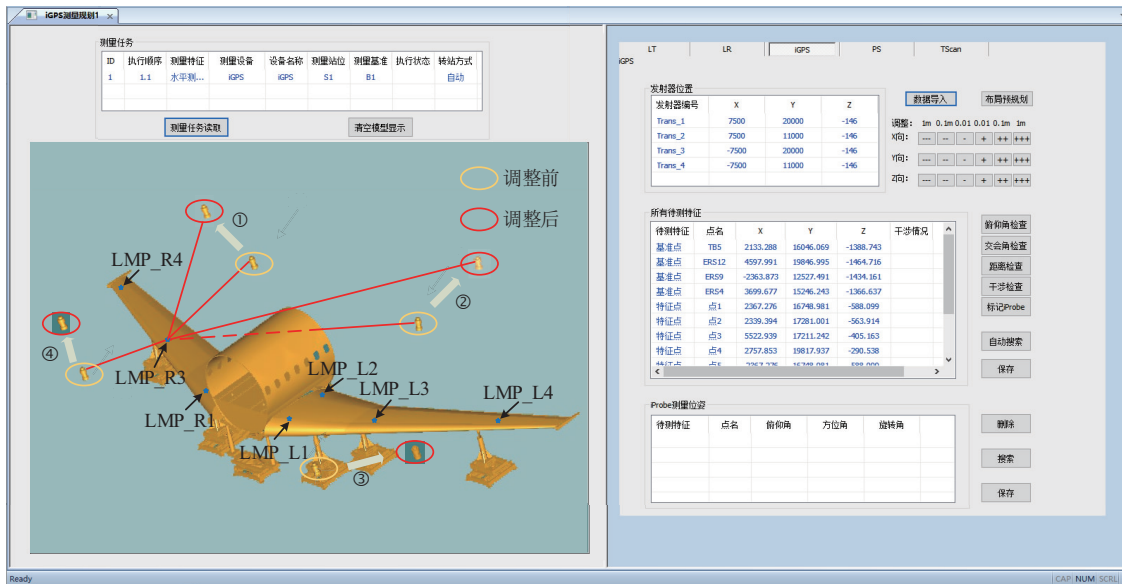 iGPS测量规划1
测量任务
ID 执行顺序 测量特征 测量设备 设备名称 测量站位 测量基准 执行状态 转站方式
1 1.1 水平测... iGPS iGPS S1 B1 自动
测量任务读取 清空模型显示
调整前
调整后
①
LMP_R4
②
④
LMP_R3
LMP_L2
LMP_L3
LMP_L4
LMP_R1
LMP_L1
③
LT LR iGPS PS TScan
iGPS
发射器位置
发射器编号 X Y Z
Trans_1 7500 20000 -146
Trans_2 7500 11000 -146
Trans_3 -7500 20000 -146
Trans_4 -7500 11000 -146
数据导入 布局预规划
调整: 1m 0.1m 0.01 0.01 0.1m 1m
X向: --- -- - + ++ +++
Y向: --- -- - + ++ +++
Z向: --- -- - + ++ +++
所有待测特征
待测特征 点名 X Y Z 干涉情况
基准点 TB5 2133.288 16046.069 -1388.743
基准点 ERS12 4597.991 19846.995 -1464.716
基准点 ERS9 -2363.873 12527.491 -1434.161
基准点 ERS4 3699.677 15246.243 -1366.637
特征点 点1 2367.276 16748.981 -588.099
特征点 点2 2339.394 17281.001 -563.914
特征点 点3 5522.939 17211.242 -405.163
特征点 点4 2757.853 19817.937 -290.538
俯仰角检查
交会角检查
距离检查
干涉检查
标记Probe
自动搜索
保存
iProbe测量位姿
待测特征 点名 俯仰角 方位角 旋转角
删除
搜索
保存
Ready
CAP NUM SCRL